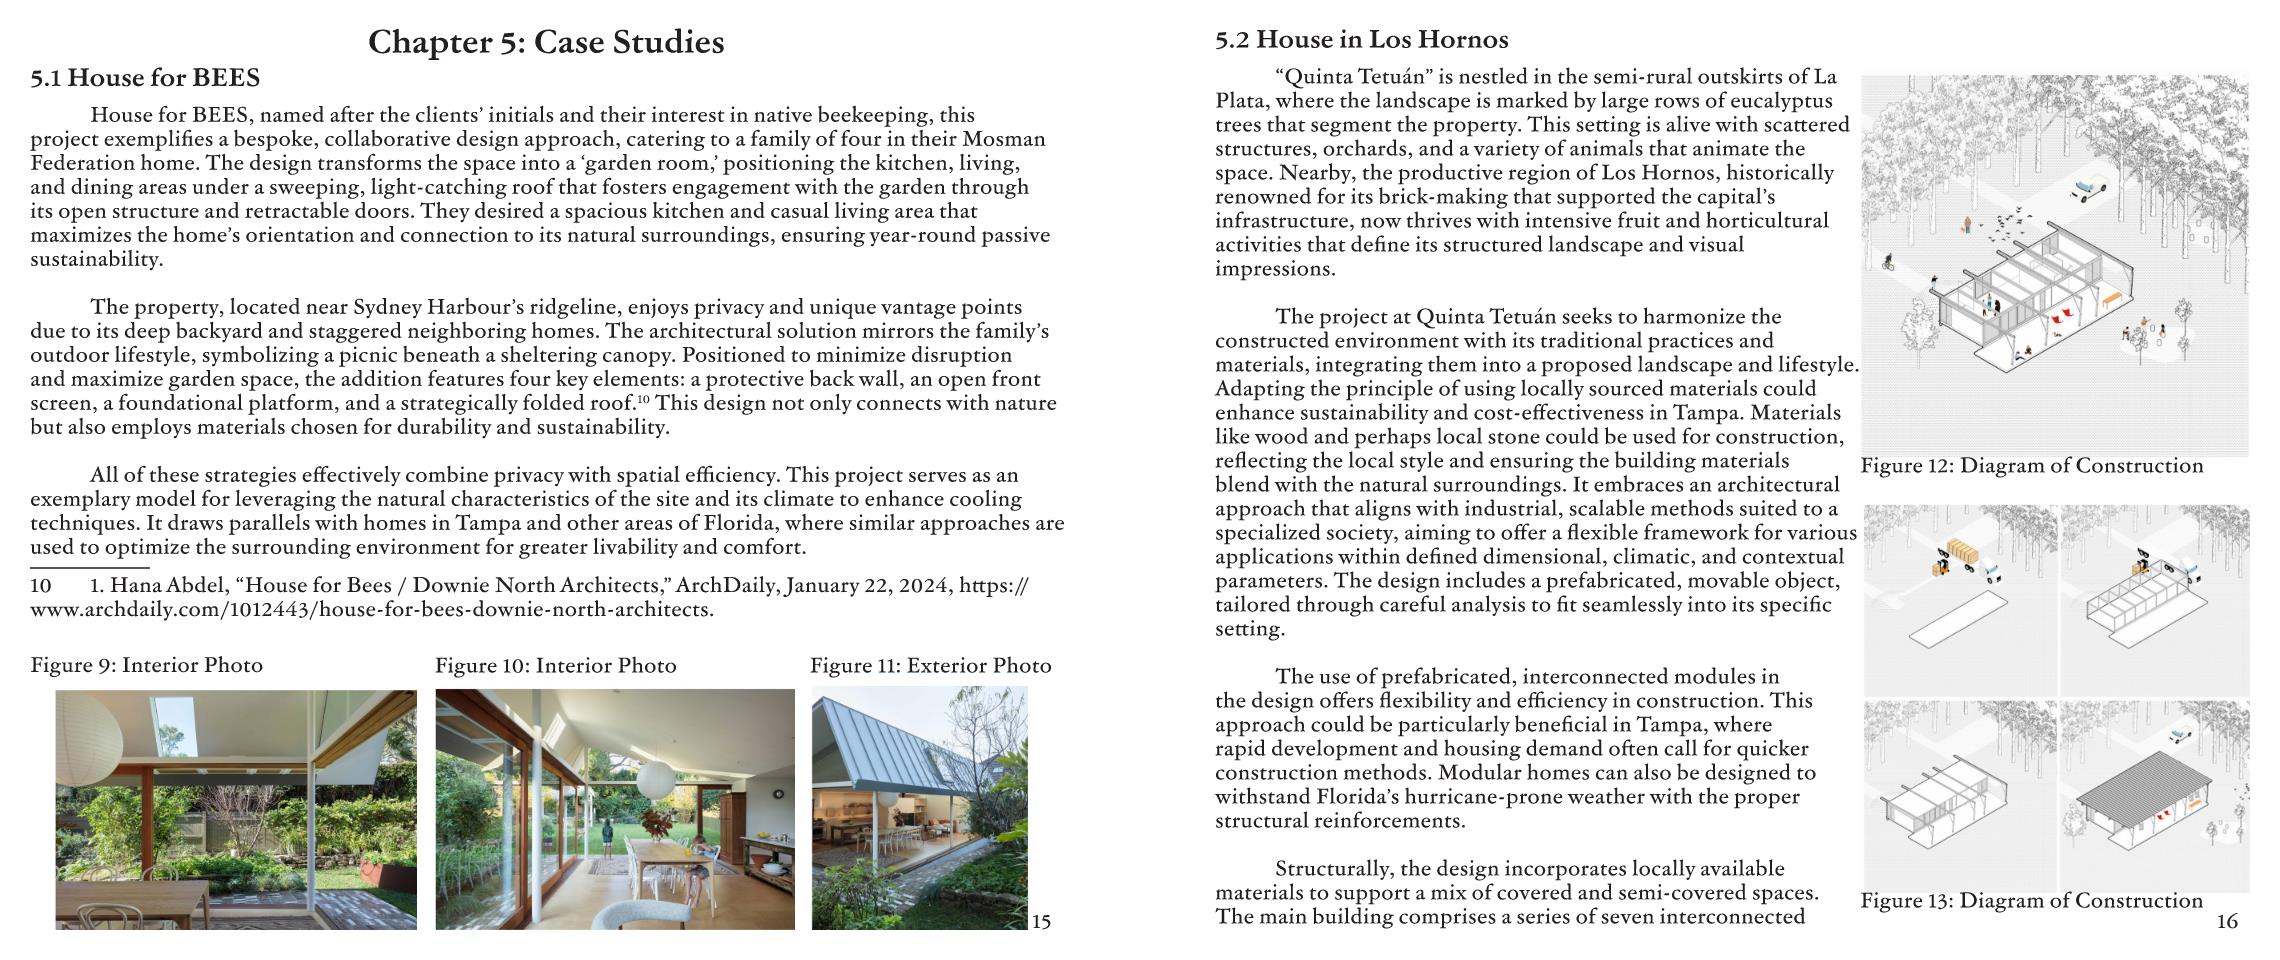 Chapter 5: Case Studies
5.1 House for BEES
House for BEES, named after the clients’ initials and their interest in native beekeeping, this
project exemplifies a bespoke, collaborative design approach, catering to a family of four in their Mosman
Federation home. The design transforms the space into a ‘garden room,’ positioning the kitchen, living,
and dining areas under a sweeping, light-catching roof that fosters engagement with the garden through
its open structure and retractable doors. They desired a spacious kitchen and casual living area that
maximizes the home’s orientation and connection to its natural surroundings, ensuring year-round passive
sustainability.
The property, located near Sydney Harbour’s ridgeline, enjoys privacy and unique vantage points
due to its deep backyard and staggered neighboring homes. The architectural solution mirrors the family’s
outdoor lifestyle, symbolizing a picnic beneath a sheltering canopy. Positioned to minimize disruption
and maximize garden space, the addition features four key elements: a protective back wall, an open front
screen, a foundational platform, and a strategically folded roof.10 This design not only connects with nature
but also employs materials chosen for durability and sustainability.
All of these strategies effectively combine privacy with spatial efficiency. This project serves as an
exemplary model for leveraging the natural characteristics of the site and its climate to enhance cooling
techniques. It draws parallels with homes in Tampa and other areas of Florida, where similar approaches are
used to optimize the surrounding environment for greater livability and comfort.
10 1. Hana Abdel, “House for Bees / Downie North Architects,” ArchDaily, January 22, 2024, https://
www.archdaily.com/1012443/house-for-bees-downie-north-architects.
Figure 9: Interior Photo
Figure 10: Interior Photo
Figure 11: Exterior Photo
15
5.2 House in Los Hornos
“Quinta Tetuán” is nestled in the semi-rural outskirts of La
Plata, where the landscape is marked by large rows of eucalyptus
trees that segment the property. This setting is alive with scattered
structures, orchards, and a variety of animals that animate the
space. Nearby, the productive region of Los Hornos, historically
renowned for its brick-making that supported the capital’s
infrastructure, now thrives with intensive fruit and horticultural
activities that define its structured landscape and visual
impressions.
The project at Quinta Tetuán seeks to harmonize the
constructed environment with its traditional practices and
materials, integrating them into a proposed landscape and lifestyle.
Adapting the principle of using locally sourced materials could
enhance sustainability and cost-effectiveness in Tampa. Materials
like wood and perhaps local stone could be used for construction,
reflecting the local style and ensuring the building materials
blend with the natural surroundings. It embraces an architectural
approach that aligns with industrial, scalable methods suited to a
specialized society, aiming to offer a flexible framework for various
applications within defined dimensional, climatic, and contextual
parameters. The design includes a prefabricated, movable object,
tailored through careful analysis to fit seamlessly into its specific
setting.
The use of prefabricated, interconnected modules in
the design offers flexibility and efficiency in construction. This
approach could be particularly beneficial in Tampa, where
rapid development and housing demand often call for quicker
construction methods. Modular homes can also be designed to
withstand Florida’s hurricane-prone weather with the proper
structural reinforcements.
Structurally, the design incorporates locally available
materials to support a mix of covered and semi-covered spaces.
The main building comprises a series of seven interconnected
Figure 12: Diagram of Construction
Figure 13: Diagram of Construction
16